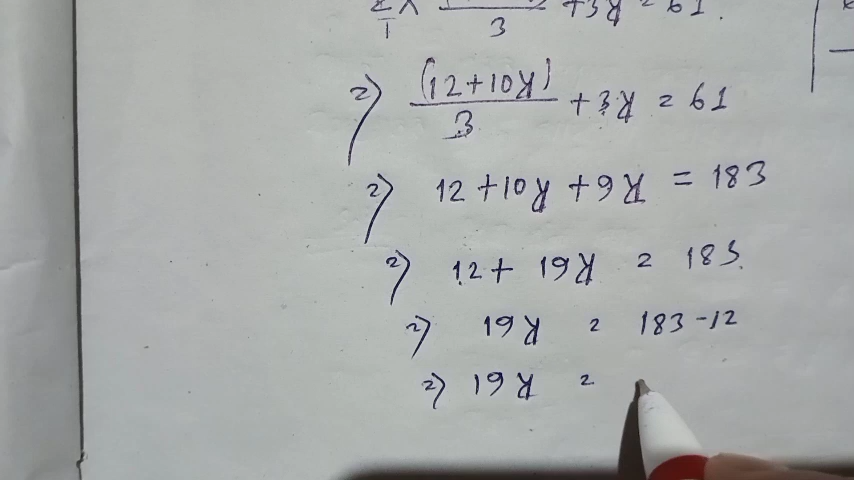 ⇒ (12+10y)/3 + 3y = 61
⇒ 12+10y+9y = 183
⇒ 12+19y = 183
⇒ 19y = 183-12
⇒ 19y =